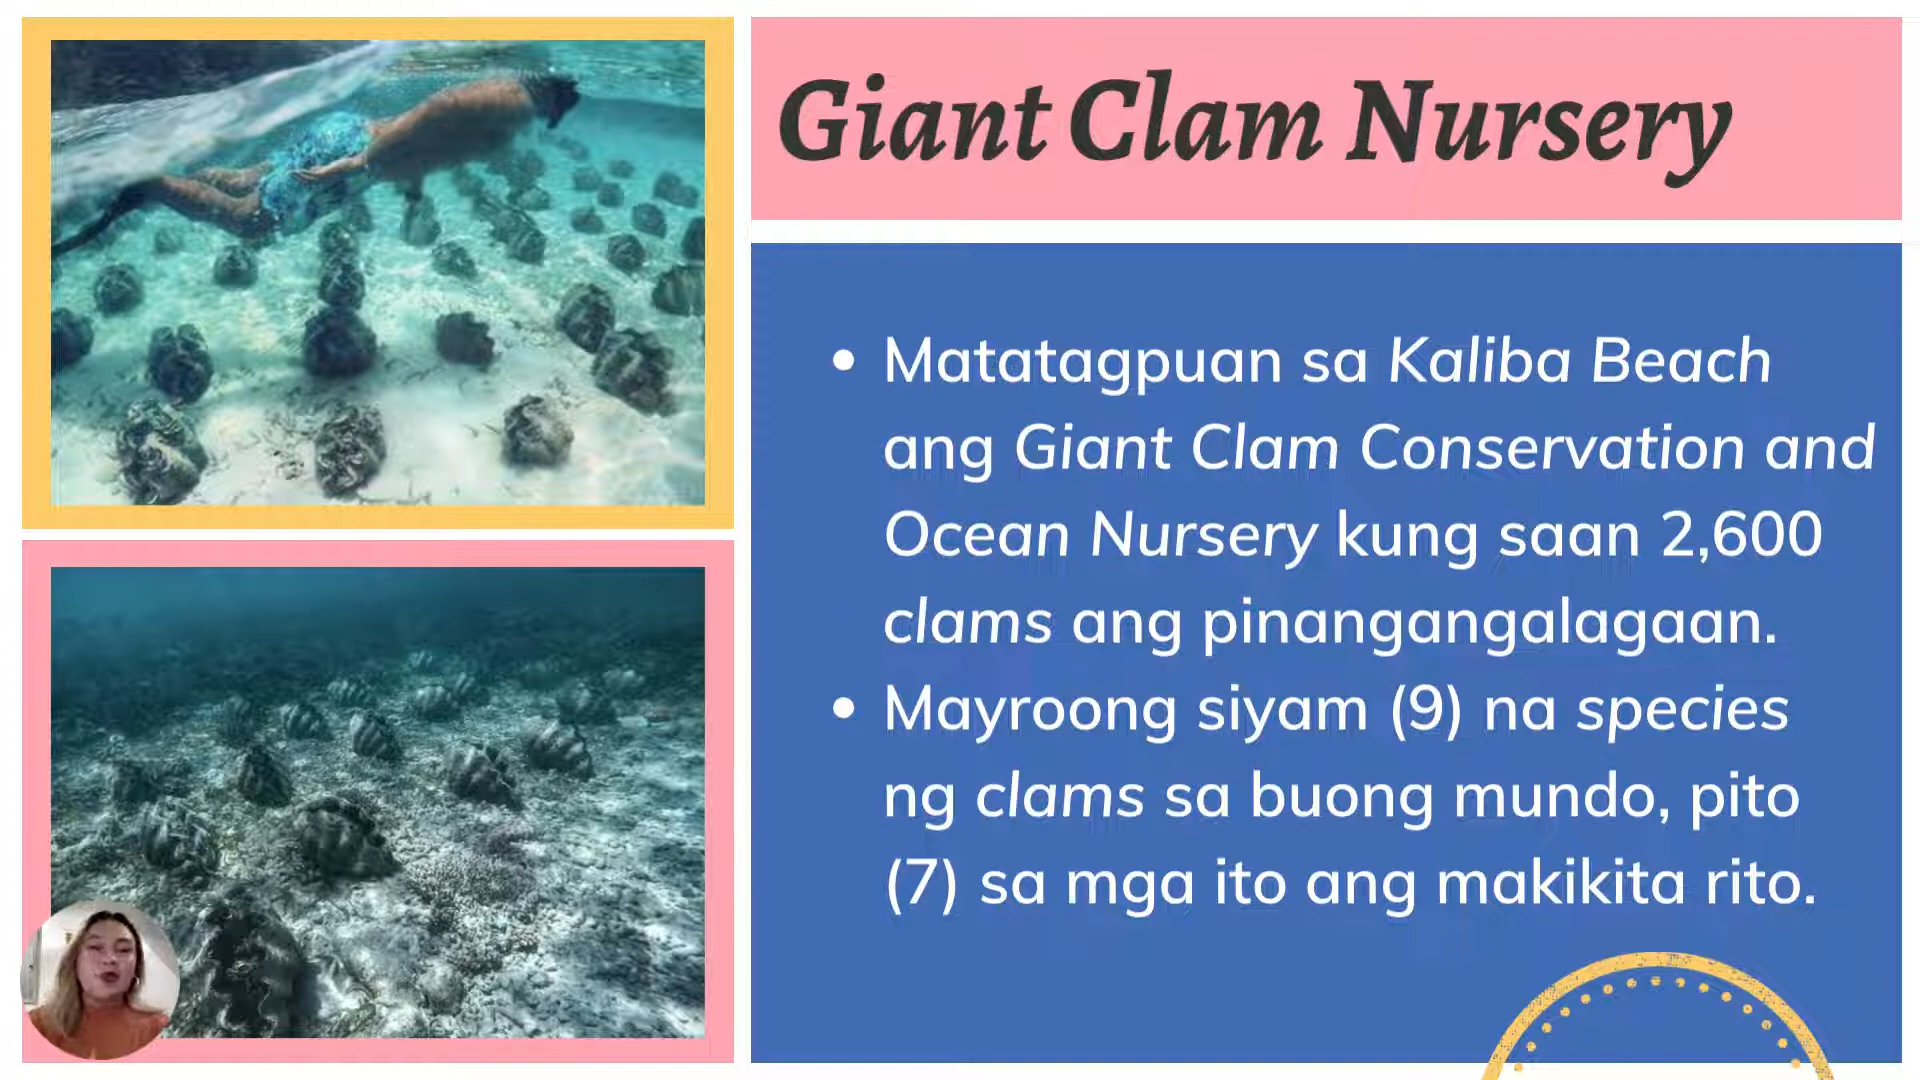 Giant Clam Nursery
• Matatagpuan sa Kaliba Beach
ang Giant Clam Conservation and
Ocean Nursery kung saan 2,600
clams ang pinangangalagaan.
• Mayroong siyam (9) na species
ng clams sa buong mundo, pito
(7) sa mga ito ang makikita rito.